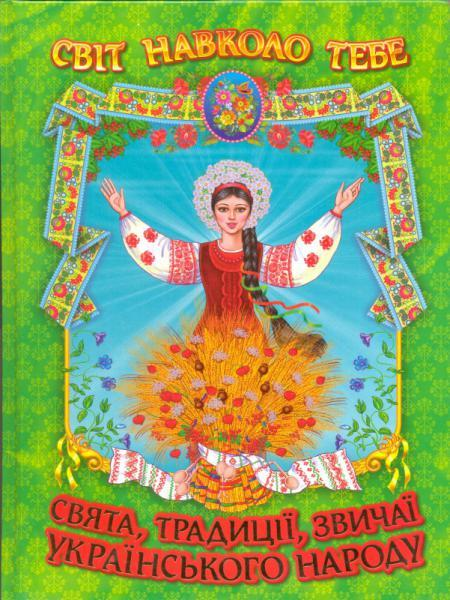 СВІТ НАВКОЛО ТЕБЕ
СВЯТА, ТРАДИЦІЇ, ЗВИЧАЇ
УКРАЇНСЬКОГО НАРОДУ